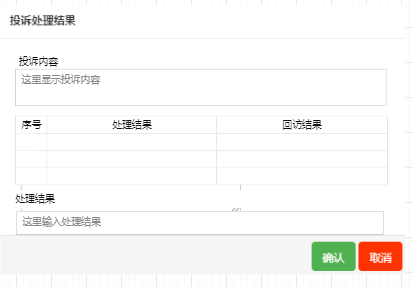 投诉处理结果
投诉内容
这里显示投诉内容
序号 处理结果 回访结果
处理结果
这里输入处理结果
确认 取消